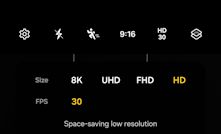 9:16 HD 30
Size 8K UHD FHD HD
FPS 30
Space-saving low resolution